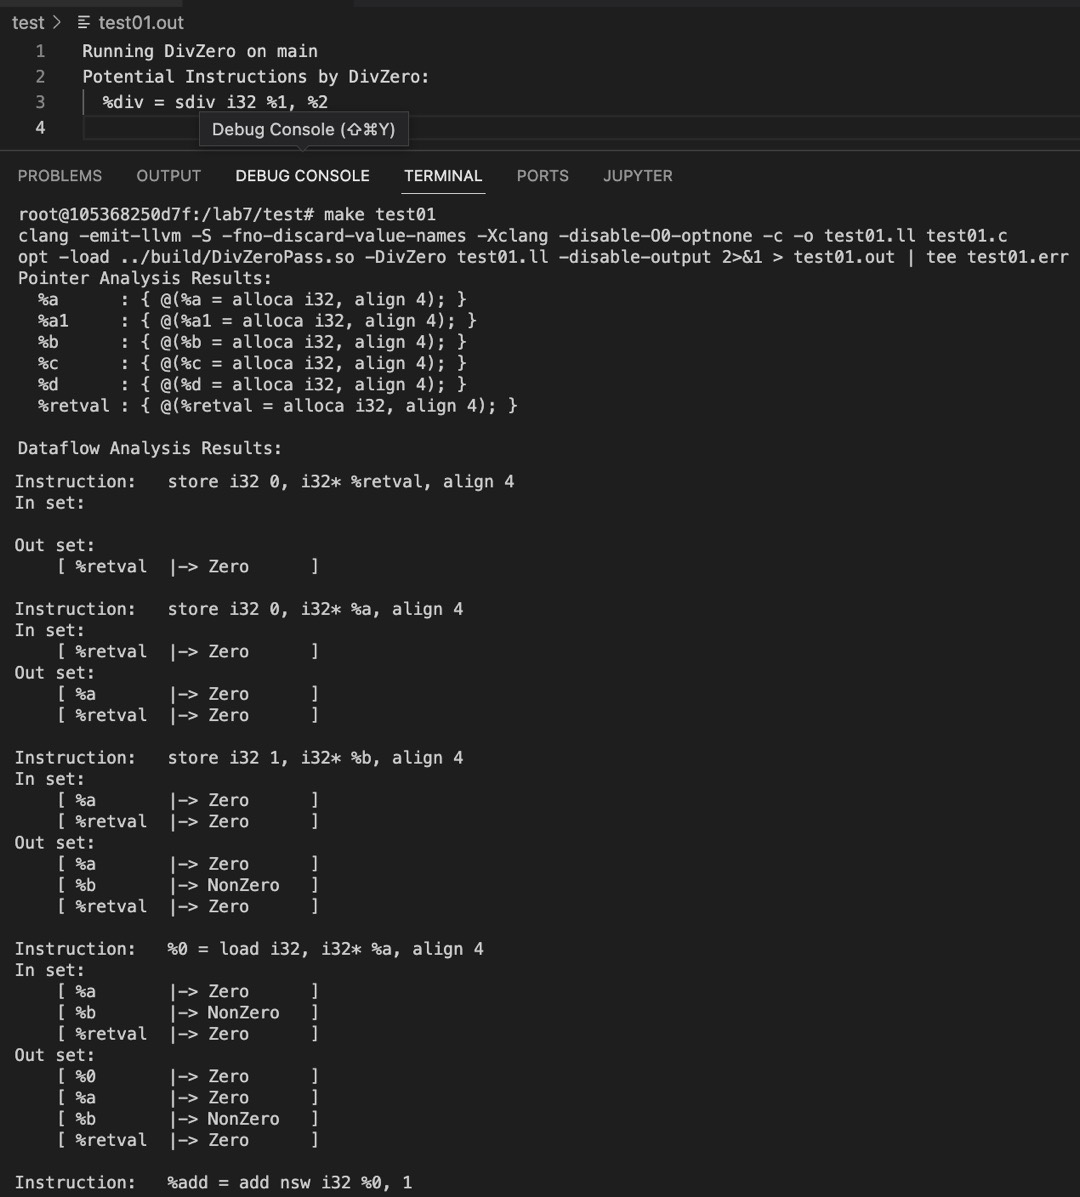 test > test01.out
1 Running DivZero on main
2 Potential Instructions by DivZero:
3 %div = sdiv i32 %1, %2
4
Debug Console (⇧⌘Y)
PROBLEMS OUTPUT DEBUG CONSOLE TERMINAL PORTS JUPYTER
root@105368250d7f:/lab7/test# make test01
clang -emit-llvm -S -fno-discard-value-names -Xclang -disable-O0-optnone -c -o test01.ll test01.c
opt -load ../build/DivZeroPass.so -DivZero test01.ll -disable-output 2>&1 > test01.out | tee test01.err
Pointer Analysis Results:
%a : { @(%a = alloca i32, align 4); }
%a1 : { @(%a1 = alloca i32, align 4); }
%b : { @(%b = alloca i32, align 4); }
%c : { @(%c = alloca i32, align 4); }
%d : { @(%d = alloca i32, align 4); }
%retval : { @(%retval = alloca i32, align 4); }
Dataflow Analysis Results:
Instruction: store i32 0, i32* %retval, align 4
In set:
Out set:
[ %retval |-> Zero ]
Instruction: store i32 0, i32* %a, align 4
In set:
[ %retval |-> Zero ]
Out set:
[ %a |-> Zero ]
[ %retval |-> Zero ]
Instruction: store i32 1, i32* %b, align 4
In set:
[ %a |-> Zero ]
[ %retval |-> Zero ]
Out set:
[ %a |-> Zero ]
[ %b |-> NonZero ]
[ %retval |-> Zero ]
Instruction: %0 = load i32, i32* %a, align 4
In set:
[ %a |-> Zero ]
[ %b |-> NonZero ]
[ %retval |-> Zero ]
Out set:
[ %0 |-> Zero ]
[ %a |-> Zero ]
[ %b |-> NonZero ]
[ %retval |-> Zero ]
Instruction: %add = add nsw i32 %0, 1